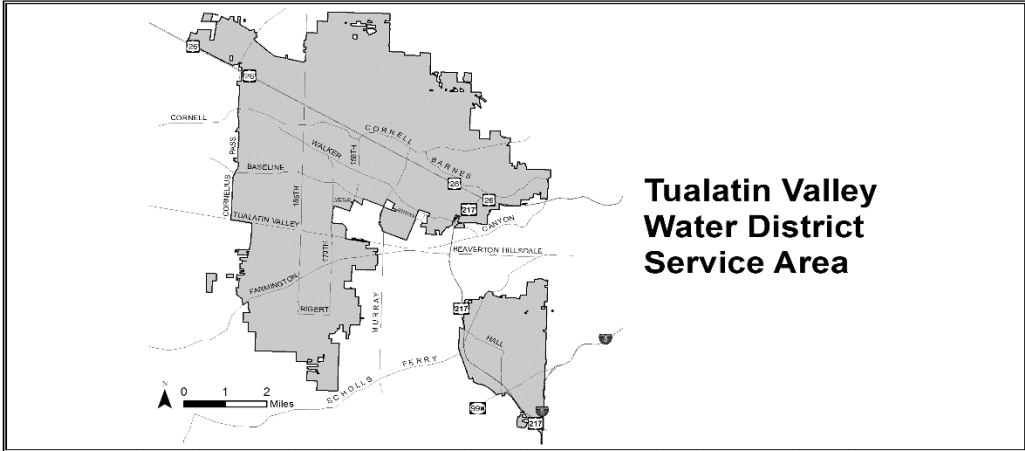 26
26
CORNELL
CORNELL
PASS
WALKER
158TH
BARNES
BASELINE
185TH
26
26
217
CORNELIUS
TUALATIN VALLEY
CANYON
170TH
BEAVERTON HILLSDALE
FARMINGTON
RIGERT
MURRAY
217
HALL
5
SCHOLLS FERRY
N
0 1 2
Miles
99w
5
217
Tualatin Valley
Water District
Service Area